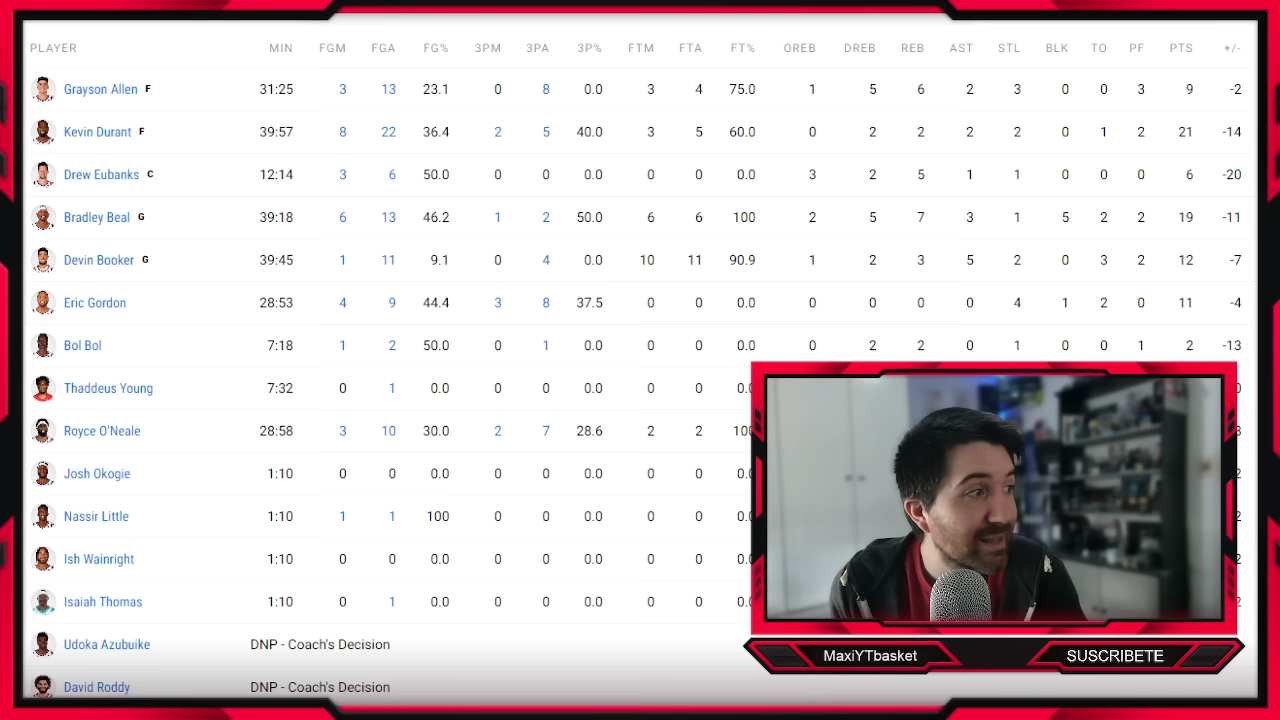 PLAYER MIN FGM FGA FG% 3PM 3PA 3P% FTM FTA FT% OREB DREB REB AST STL BLK TO PF PTS +/-
Grayson Allen F 31:25 3 13 23.1 0 8 0.0 3 4 75.0 1 5 6 2 3 0 0 3 9 -2
Kevin Durant F 39:57 8 22 36.4 2 5 40.0 3 5 60.0 0 2 2 2 2 0 1 2 21 -14
Drew Eubanks C 12:14 3 6 50.0 0 0 0.0 0 0 0.0 3 2 5 1 1 0 0 0 6 -20
Bradley Beal G 39:18 6 13 46.2 1 2 50.0 6 6 100 2 5 7 3 1 5 2 2 19 -11
Devin Booker G 39:45 1 11 9.1 0 4 0.0 10 11 90.9 1 2 3 5 2 0 3 2 12 -7
Eric Gordon 28:53 4 9 44.4 3 8 37.5 0 0 0.0 0 0 0 0 4 1 2 0 11 -4
Bol Bol 7:18 1 2 50.0 0 1 0.0 0 0 0.0 0 2 2 0 1 0 0 1 2 -13
Thaddeus Young 7:32 0 1 0.0 0 0 0.0 0 0
Royce O'Neale 28:58 3 10 30.0 2 7 28.6 2 2
Josh Okogie 1:10 0 0 0.0 0 0 0.0 0 0
Nassir Little 1:10 1 1 100 0 0 0.0 0 0
Ish Wainright 1:10 0 0 0.0 0 0 0.0 0 0
Isaiah Thomas 1:10 0 1 0.0 0 0 0.0 0 0
Udoka Azubuike DNP - Coach's Decision
David Roddy DNP - Coach's Decision
MaxiYTbasket SUSCRIBETE